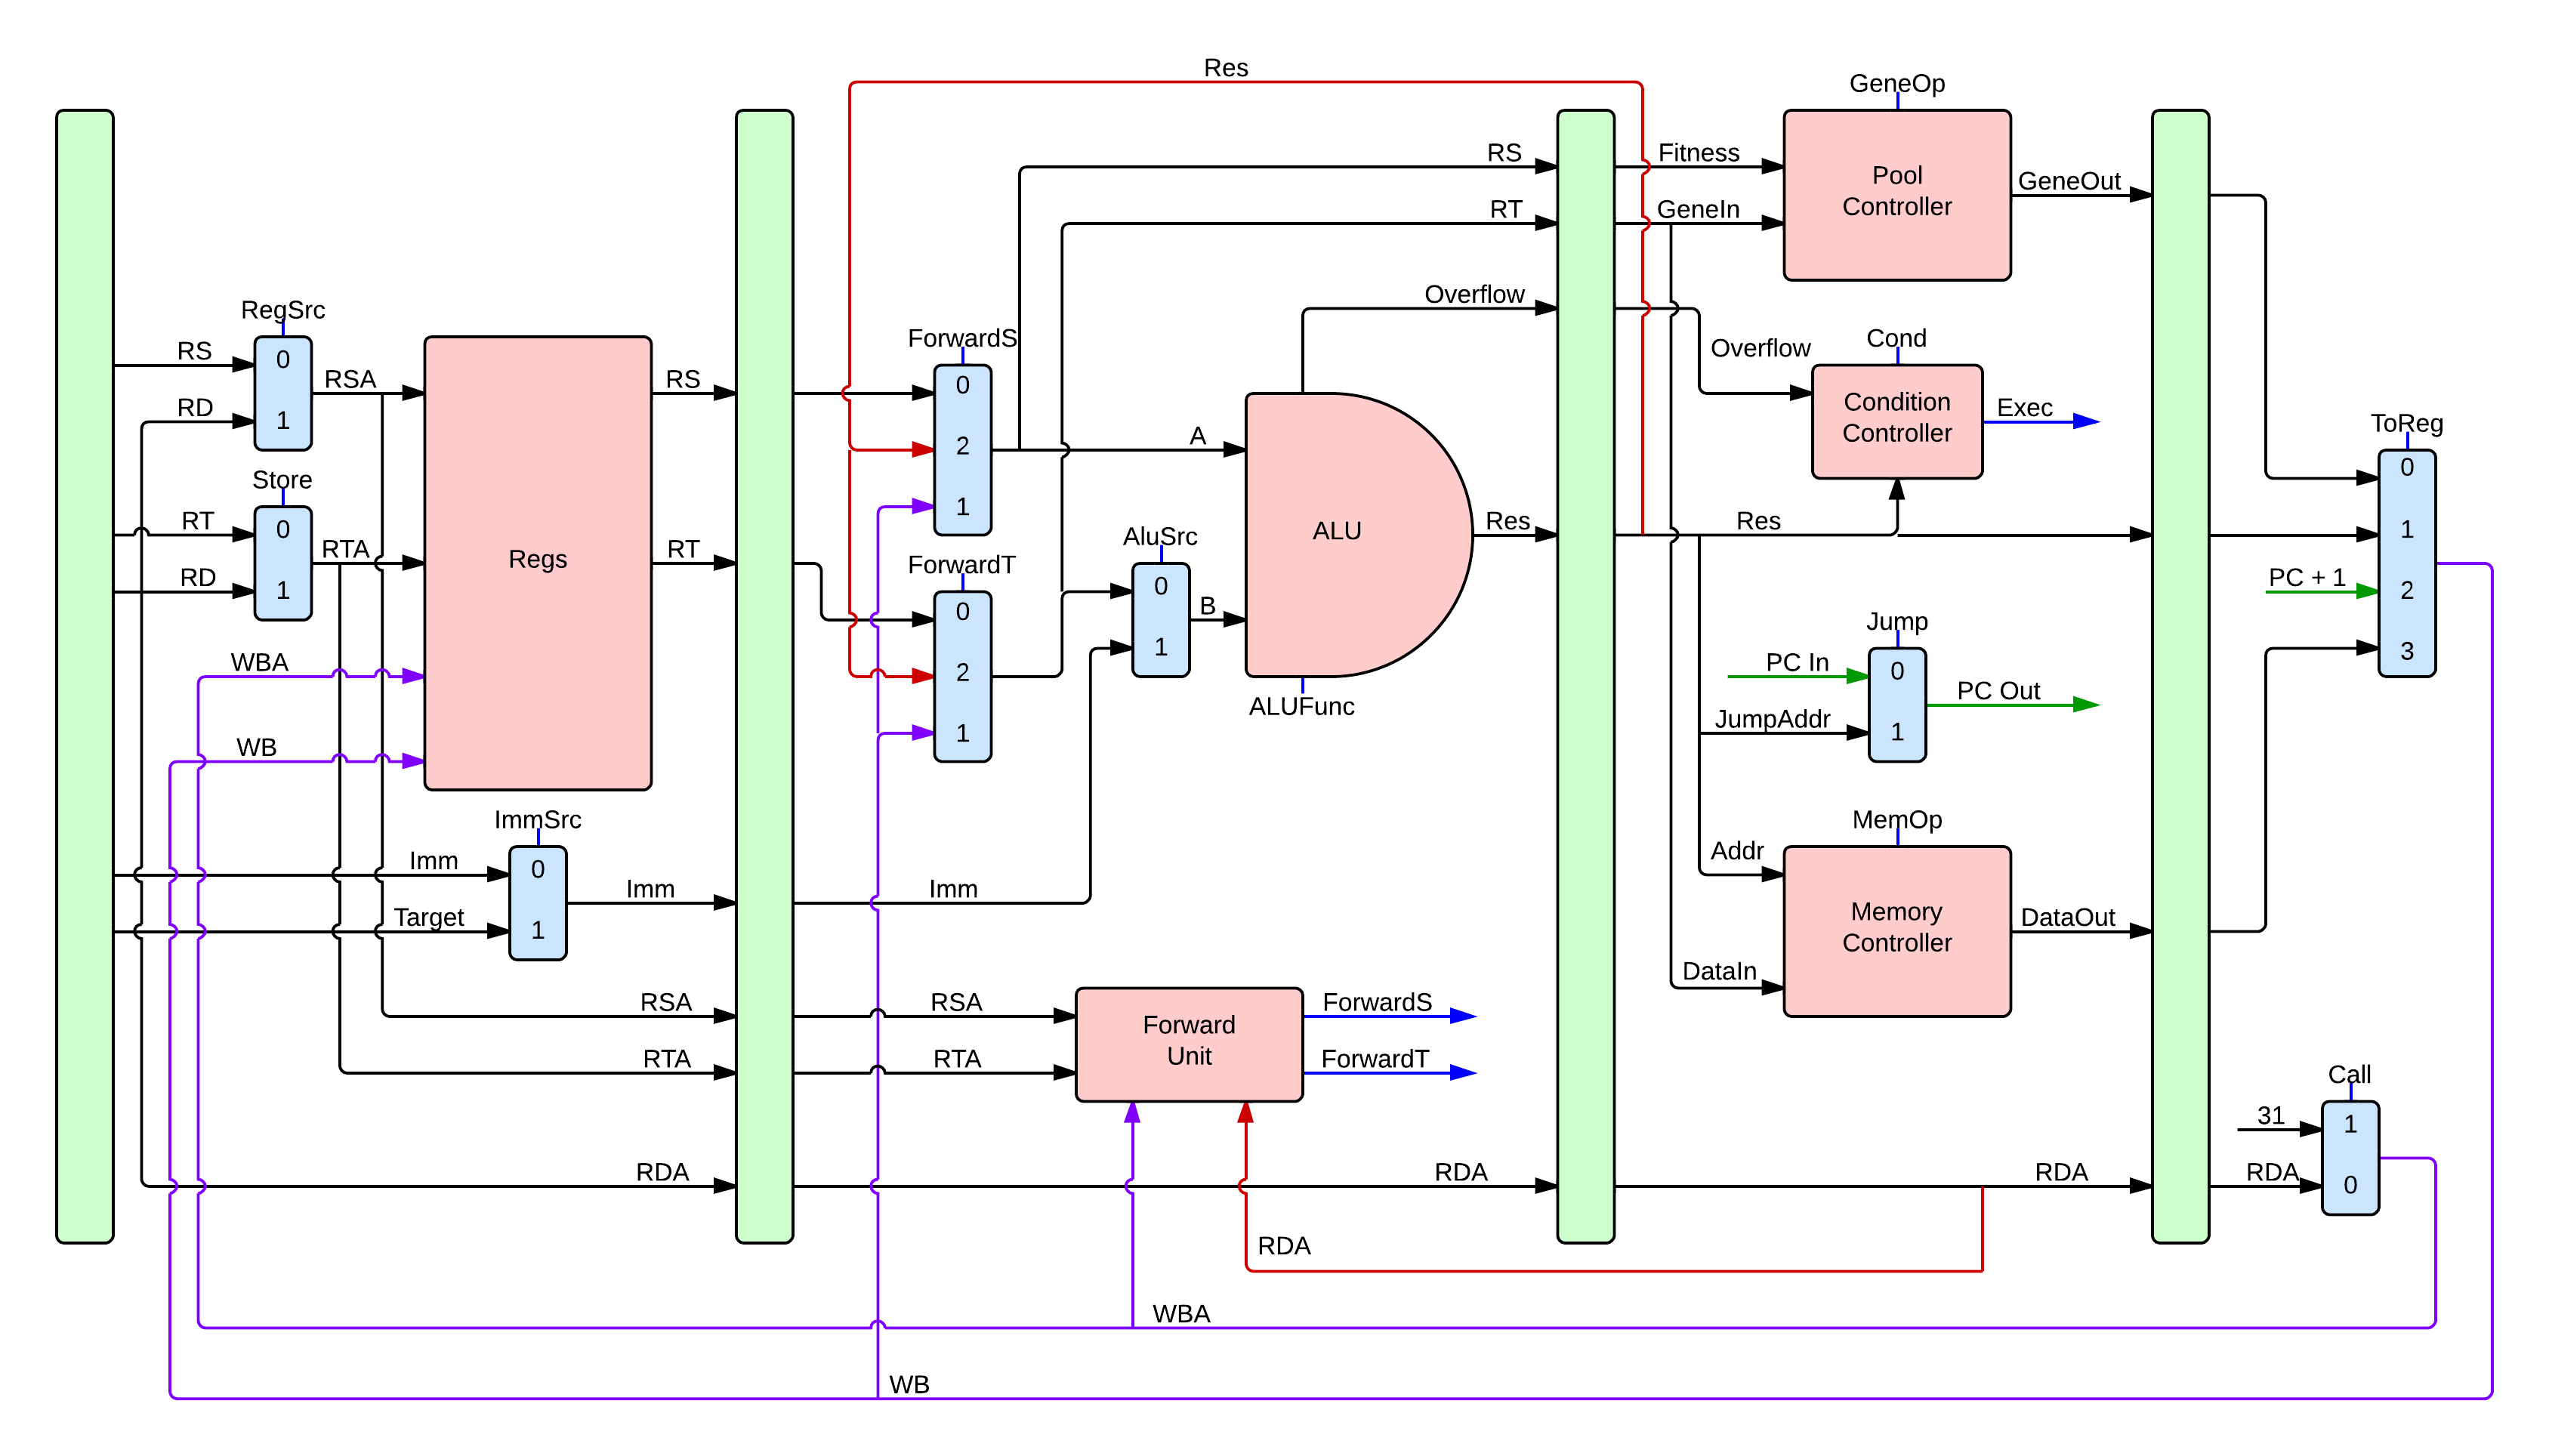 Res
GeneOp
RS
Fitness
Pool
Controller
GeneOut
RT
GeneIn
Overflow
RegSrc
RS
0
RD
1
RSA
Store
RT
0
RD
1
RTA
WBA
WB
Regs
RS
RT
ImmSrc
Imm
0
Target
1
Imm
RSA
RTA
RDA
ForwardS
0
2
1
ForwardT
0
2
1
A
AluSrc
0
1
B
ALU
ALUFunc
Res
Imm
RSA
RTA
Forward
Unit
ForwardS
ForwardT
RDA
RDA
WBA
WB
Overflow
Cond
Condition
Controller
Exec
Res
Jump
PC In
0
JumpAddr
1
PC Out
MemOp
Addr
Memory
Controller
DataIn
DataOut
RDA
ToReg
0
1
PC + 1
2
3
Call
31
1
RDA
0